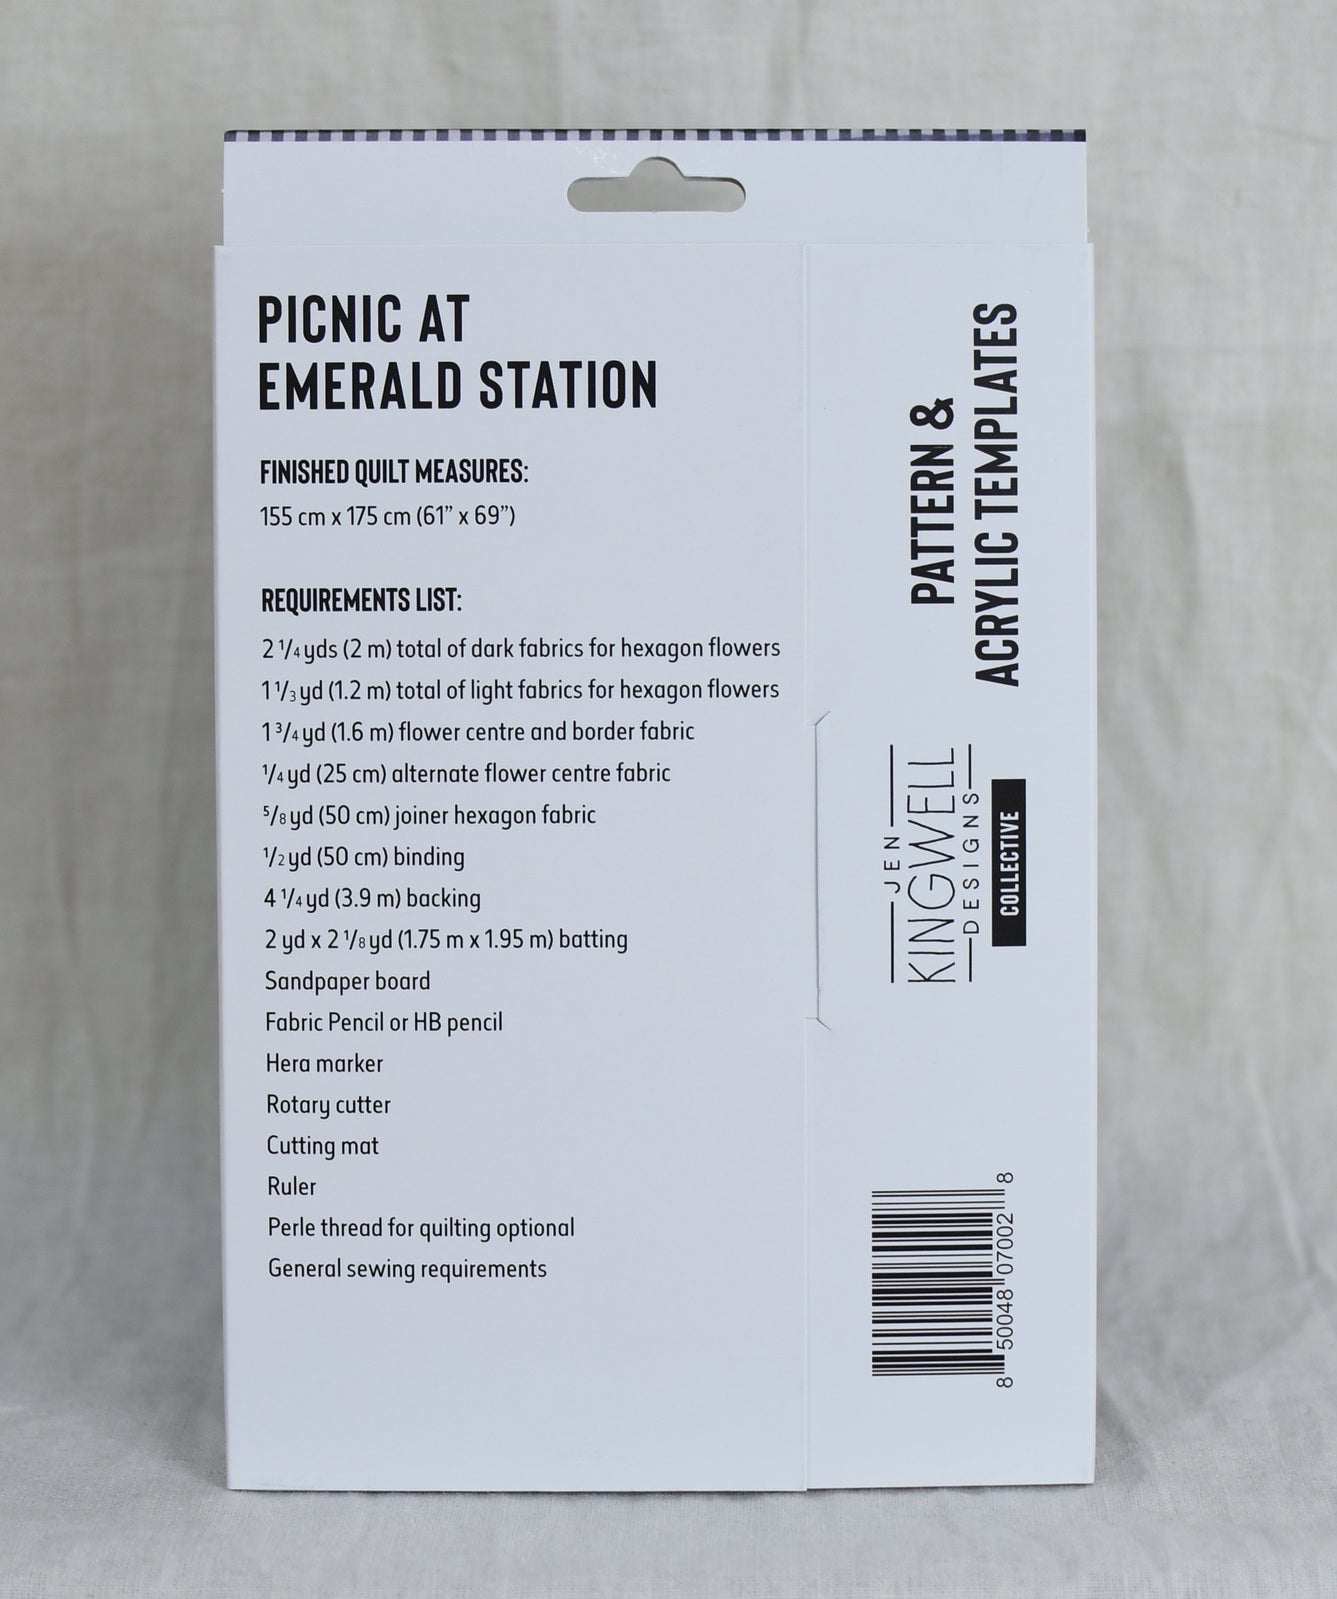 PICNIC AT
EMERALD STATION
FINISHED QUILT MEASURES:
155 cm x 175 cm (61” x 69”)
REQUIREMENTS LIST:
2 1/4 yds (2 m) total of dark fabrics for hexagon flowers
1 1/3 yd (1.2 m) total of light fabrics for hexagon flowers
1 3/4 yd (1.6 m) flower centre and border fabric
1/4 yd (25 cm) alternate flower centre fabric
5/8 yd (50 cm) joiner hexagon fabric
1/2 yd (50 cm) binding
4 1/4 yd (3.9 m) backing
2 yd x 2 1/8 yd (1.75 m x 1.95 m) batting
Sandpaper board
Fabric Pencil or HB pencil
Hera marker
Rotary cutter
Cutting mat
Ruler
Perle thread for quilting optional
General sewing requirements
PATTERN &
ACRYLIC TEMPLATES
JEN
KINGWELL
DESIGNS
COLLECTIVE
8 50048 07002 8